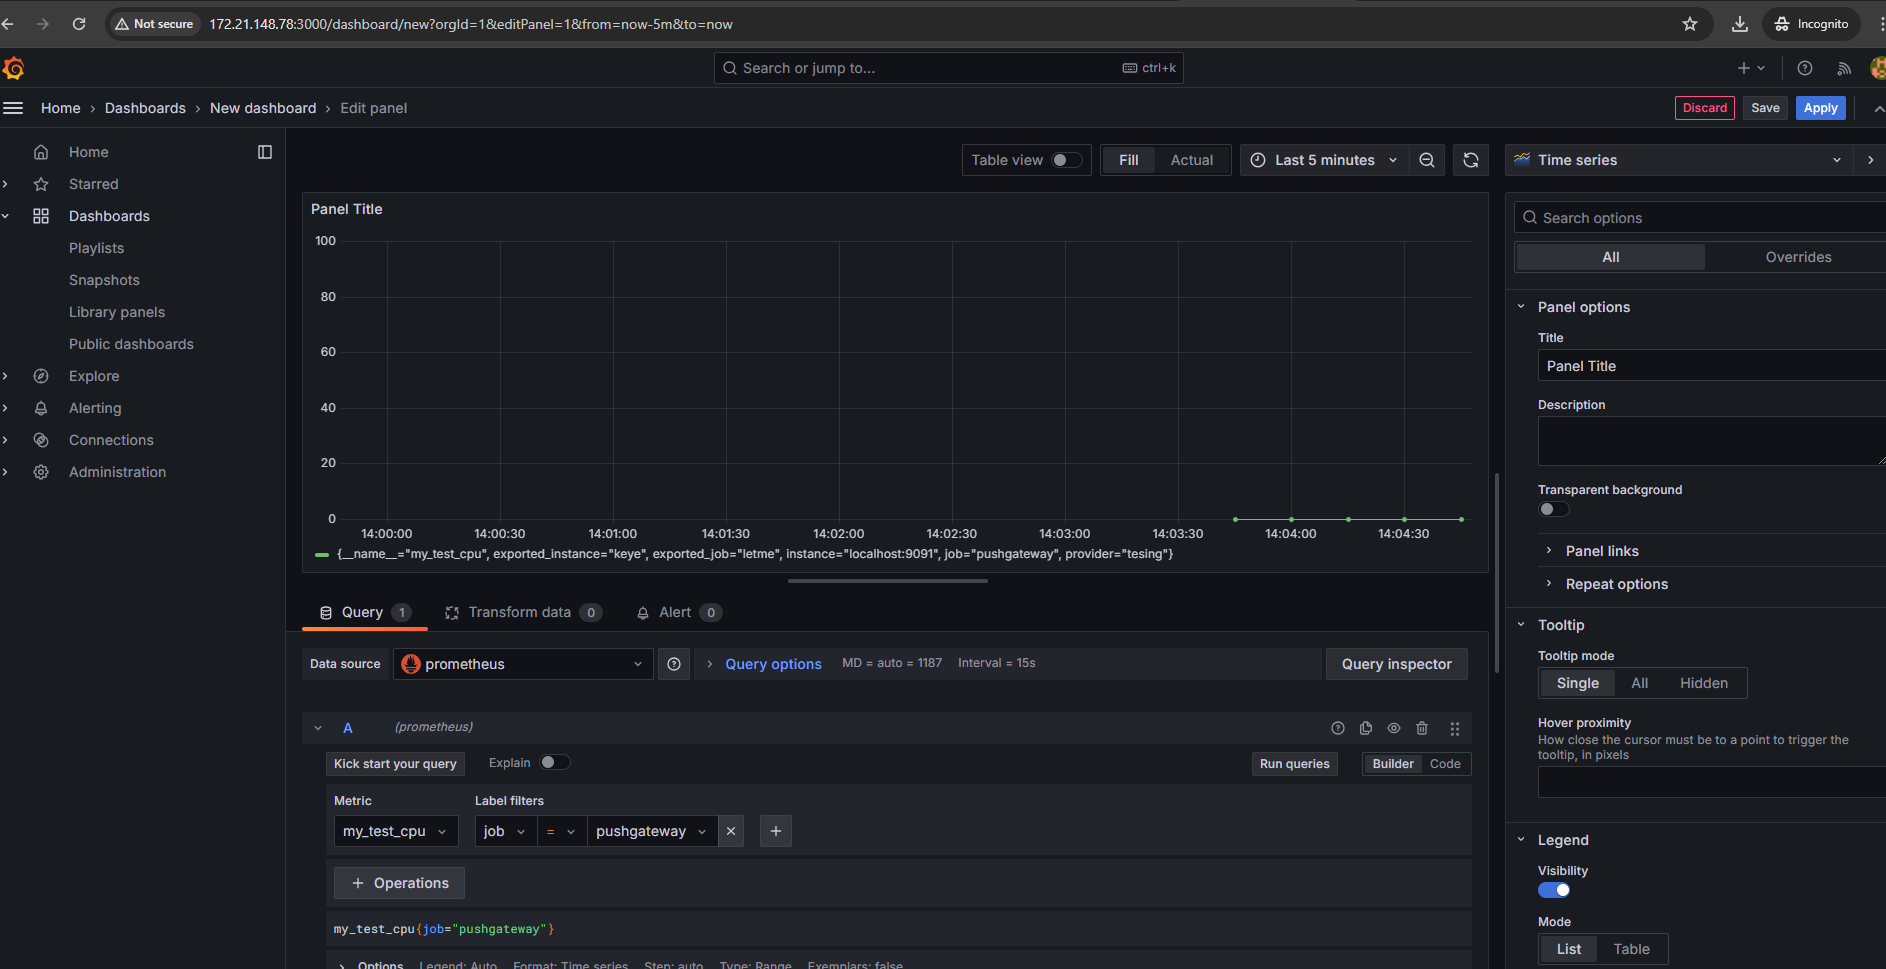 Not secure 172.21.148.78:3000/dashboard/new?orgId=1&editPanel=1&from=now-5m&to=now Incognito
Search or jump to... ctrl+k
Home › Dashboards › New dashboard › Edit panel Discard Save Apply
Home
Starred
Dashboards
Playlists
Snapshots
Library panels
Public dashboards
Explore
Alerting
Connections
Administration
Table view Fill Actual Last 5 minutes
Panel Title
100
80
60
40
20
0
14:00:00 14:00:30 14:01:00 14:01:30 14:02:00 14:02:30 14:03:00 14:03:30 14:04:00 14:04:30
{__name__="my_test_cpu", exported_instance="keye", exported_job="letme", instance="localhost:9091", job="pushgateway", provider="tesing"}
Query 1 Transform data 0 Alert 0
Data source prometheus Query options MD = auto = 1187 Interval = 15s Query inspector
A (prometheus)
Kick start your query Explain Run queries Builder Code
Metric Label filters
my_test_cpu job = pushgateway
+ Operations
my_test_cpu{job="pushgateway"}
Options Legend: Auto Format: Time series Step: auto Type: Range Exemplars: false
Time series
Search options
All Overrides
Panel options
Title
Panel Title
Description
Transparent background
Panel links
Repeat options
Tooltip
Tooltip mode
Single All Hidden
Hover proximity
How close the cursor must be to a point to trigger the
tooltip, in pixels
Legend
Visibility
Mode
List Table